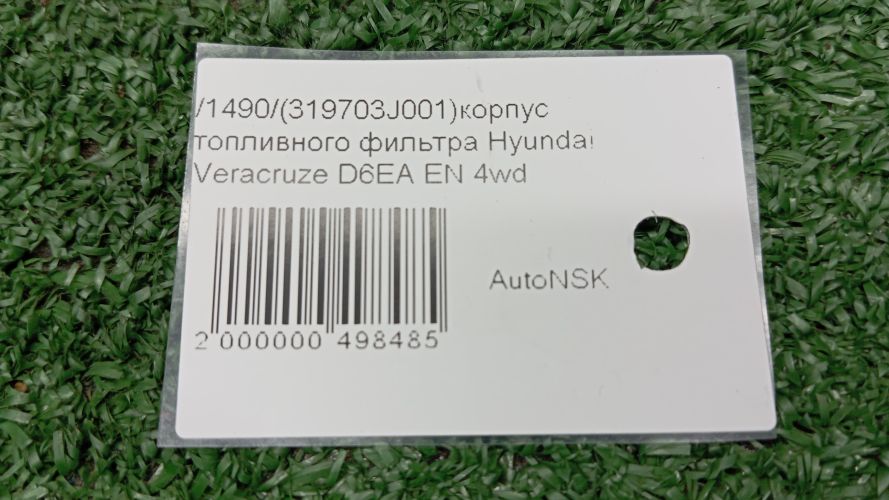 /1490/(319703J001)корпус
топливного фильтра Hyundai
Veracruze D6EA EN 4wd
AutoNSK
2 000000 498485